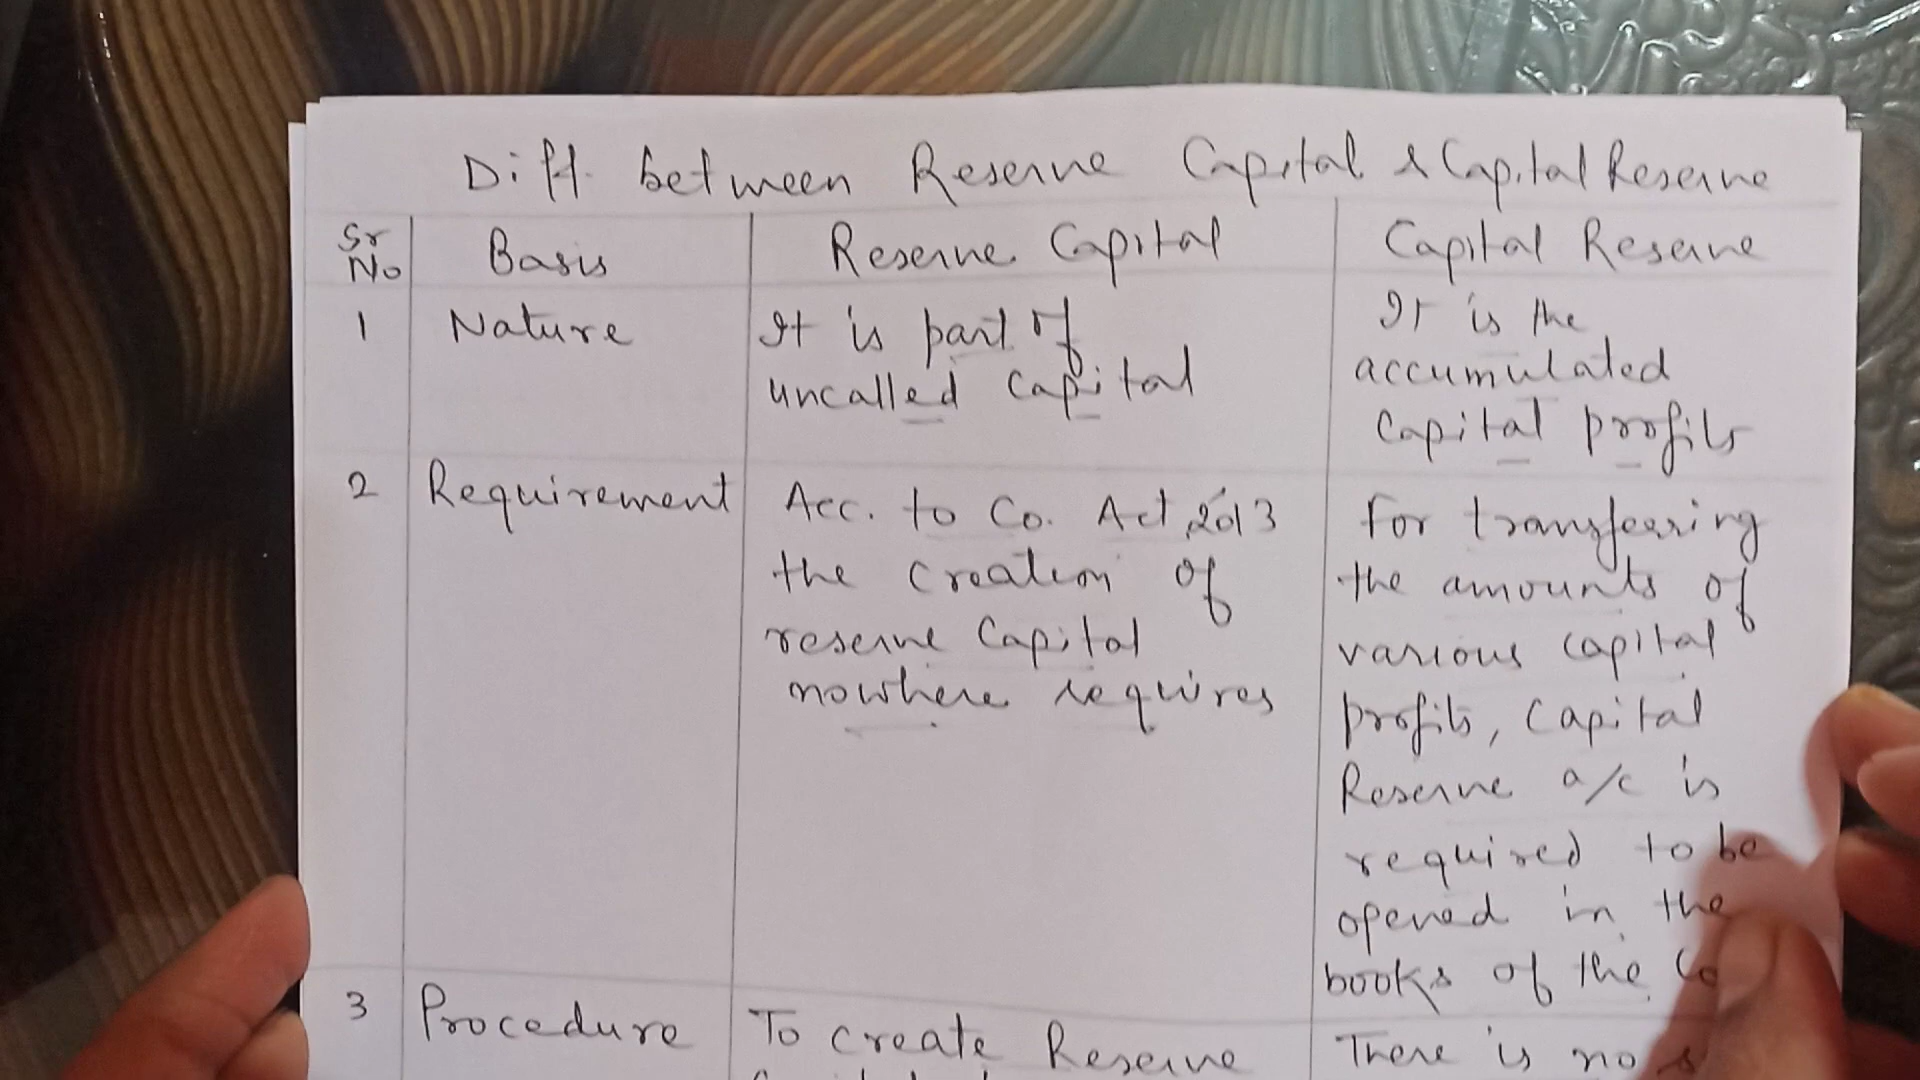 Diff. between Reserve Capital & Capital Reserve
Sr
No
Basis
Reserve Capital
Capital Reserve
1
Nature
It is part of
uncalled Capital
It is the
accumulated
Capital profits
2
Requirement
Acc. to Co. Act 2013
the creation of
reserve Capital
nowhere requires
for transferring
the amounts of
various capital
profits, Capital
Reserve a/c is
required to be
opened in the
books of the Co
3
Procedure
To create Reserve
There is no